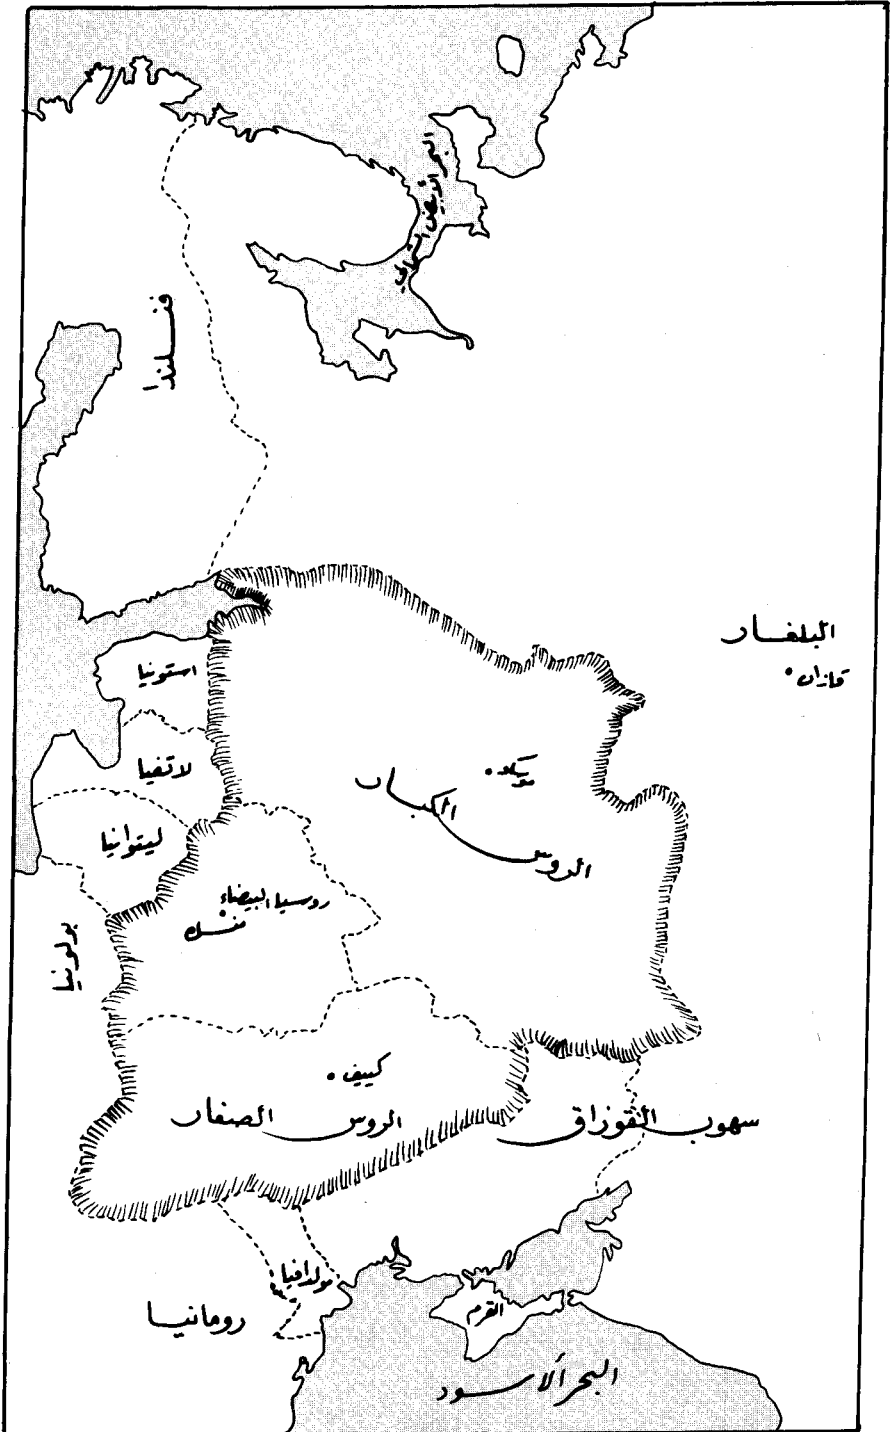 البحر الأبيض الشمالي
فنلندا
البلغار
قازان
استونيا
لاتفيا
موسكو
الروس الكبار
ليتوانيا
روسيا البيضاء
منسك
بولونيا
كييف
الروس الصغار
سهوب القوزاق
مولدافيا
رومانيا
القرم
البحر الأسود